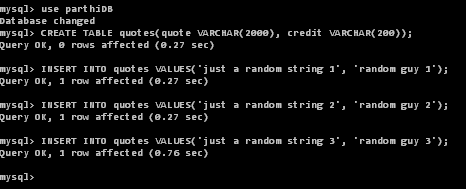 mysql> use parthiDB
Database changed
mysql> CREATE TABLE quotes(quote VARCHAR(2000), credit VARCHAR(200));
Query OK, 0 rows affected (0.27 sec)
mysql> INSERT INTO quotes VALUES('just a random string 1', 'random guy 1');
Query OK, 1 row affected (0.27 sec)
mysql> INSERT INTO quotes VALUES('just a random string 2', 'random guy 2');
Query OK, 1 row affected (0.27 sec)
mysql> INSERT INTO quotes VALUES('just a random string 3', 'random guy 3');
Query OK, 1 row affected (0.76 sec)
mysql>